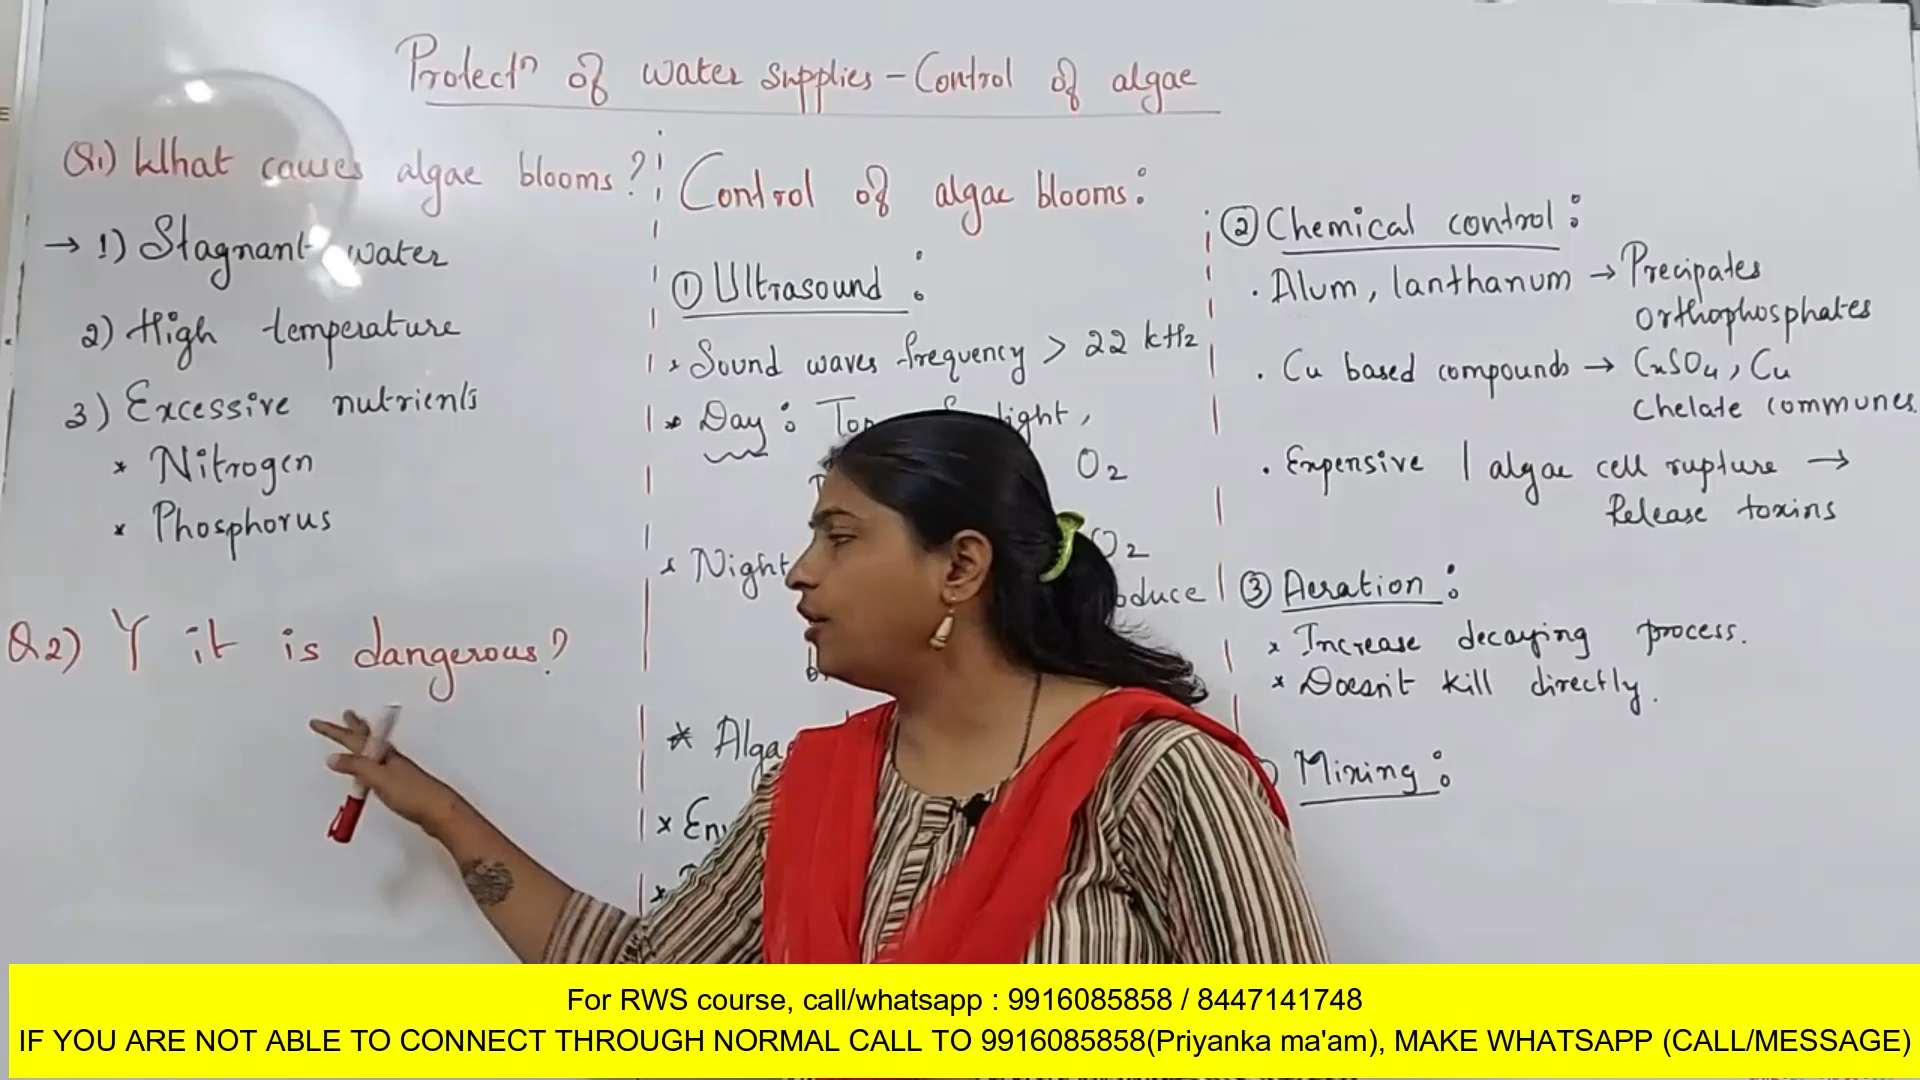 Protectn of water supplies - Control of algae
Q1) What causes algae blooms?
→ 1) Stagnant water
2) High temperature
3) Excessive nutrients
* Nitrogen
* Phosphorus
Q2) Y it is dangerous?
Control of algae blooms:
① Ultrasound :
* Sound waves frequency > 22 kHz
* Day : Top light,
O2
* Night
O2
oduce
* Algae
* En
② Chemical control :
. Alum, lanthanum → Precipates
orthophosphates
. Cu based compounds → CuSO4, Cu
Chelate communes
. Expensive | algae cell rupture →
Release toxins
③ Aeration :
* Increase decaying process.
* Doesn't kill directly.
Mixing :
For RWS course, call/whatsapp : 9916085858 / 8447141748
IF YOU ARE NOT ABLE TO CONNECT THROUGH NORMAL CALL TO 9916085858(Priyanka ma'am), MAKE WHATSAPP (CALL/MESSAGE)